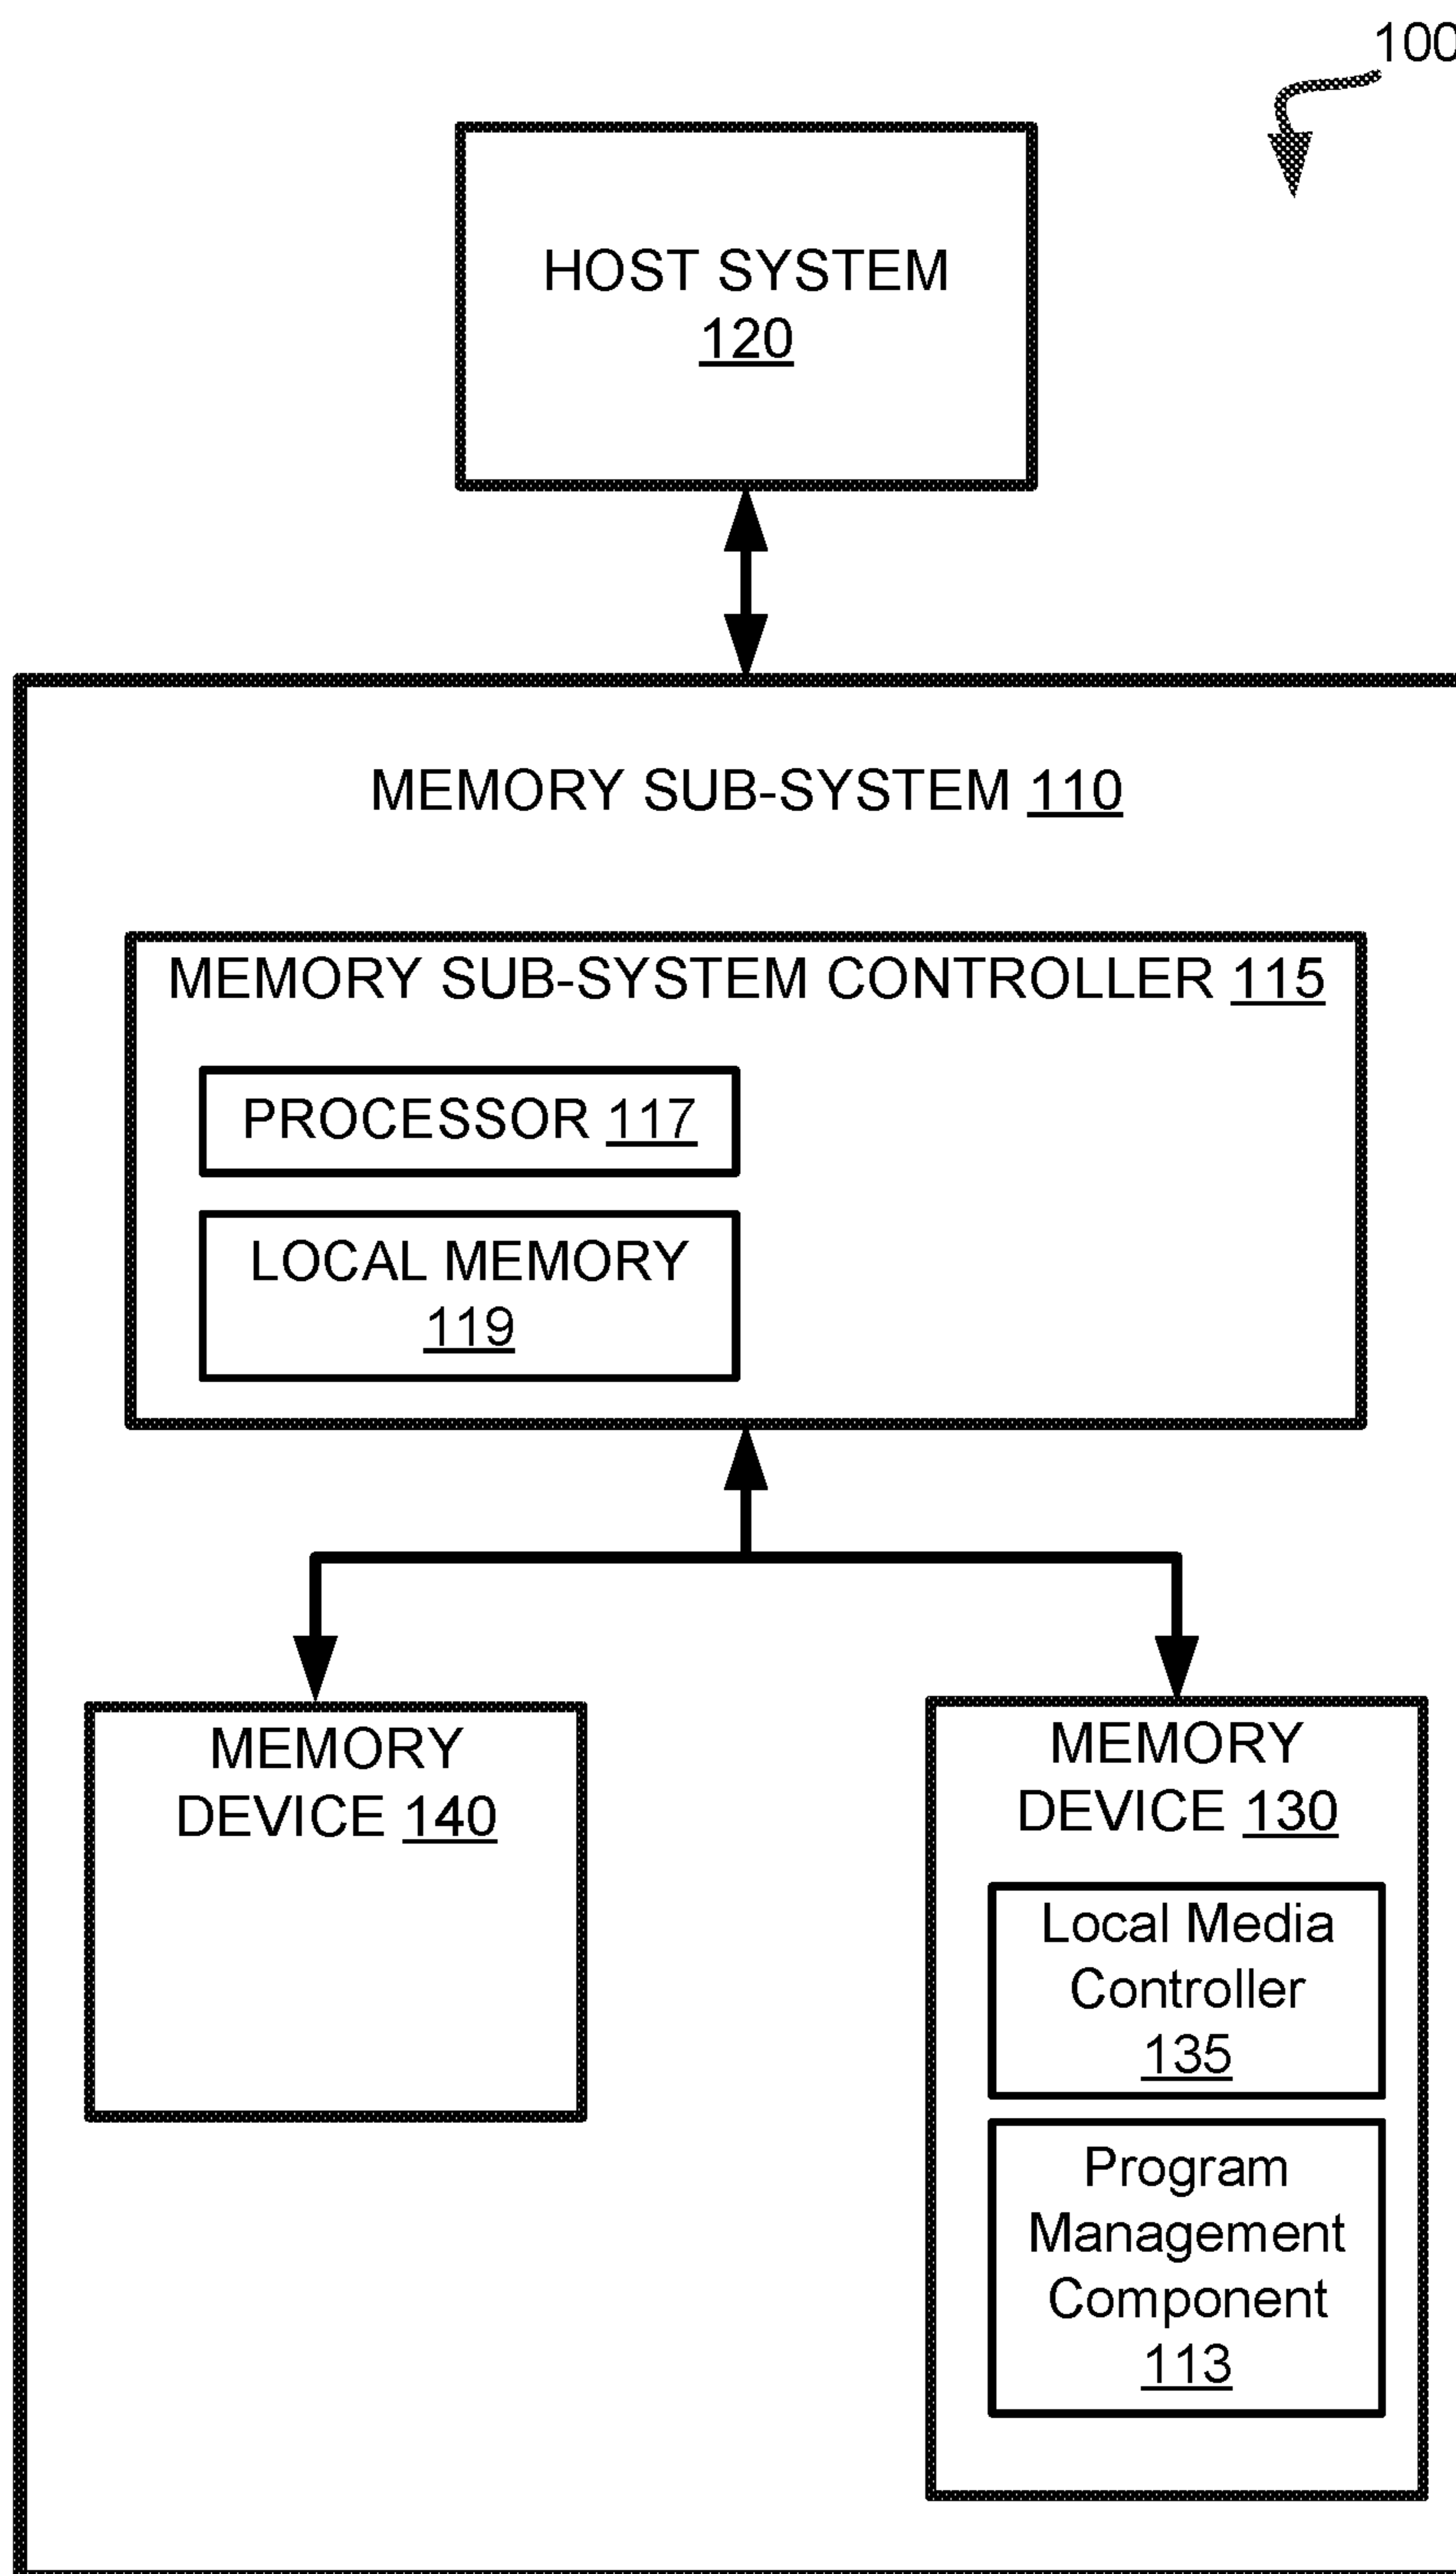 100
HOST SYSTEM
120
MEMORY SUB-SYSTEM 110
MEMORY SUB-SYSTEM CONTROLLER 115
PROCESSOR 117
LOCAL MEMORY
119
MEMORY
DEVICE 140
MEMORY
DEVICE 130
Local Media
Controller
135
Program
Management
Component
113